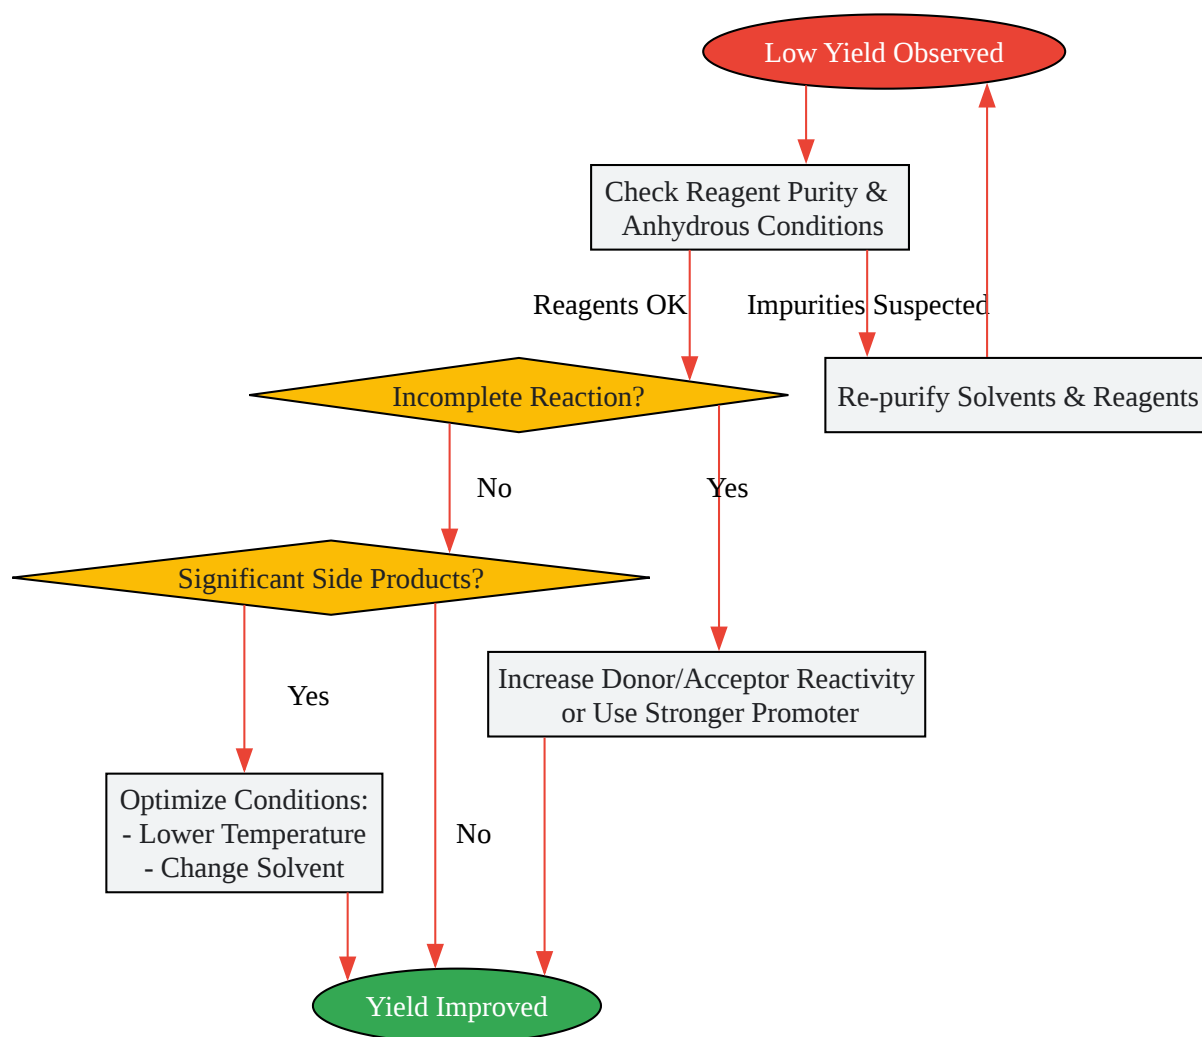 Low Yield Observed
Check Reagent Purity &
Anhydrous Conditions
Reagents OK
Impurities Suspected
Incomplete Reaction?
Re-purify Solvents & Reagents
No
Yes
Significant Side Products?
Yes
Increase Donor/Acceptor Reactivity
or Use Stronger Promoter
Optimize Conditions:
- Lower Temperature
- Change Solvent
No
Yield Improved